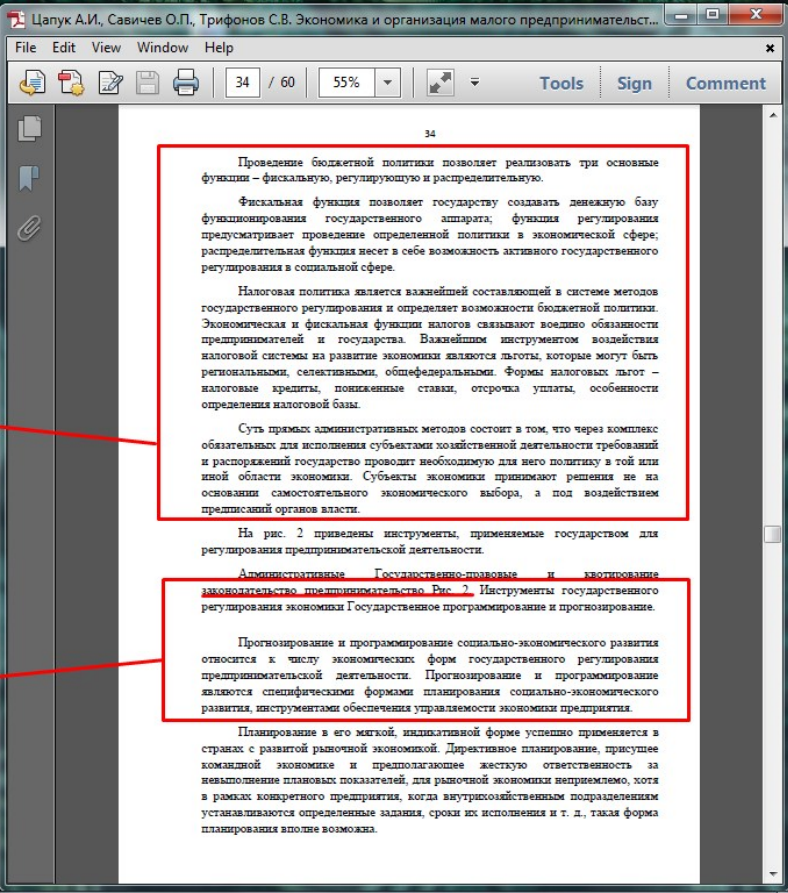 Цапук А.И., Савичев О.П., Трифонов С.В. Экономика и организация малого предпринимательст...
File Edit View Window Help
34 / 60 55% Tools Sign Comment
34
Проведение бюджетной политики позволяет реализовать три основные
функции – фискальную, регулирующую и распределительную.
Фискальная функция позволяет государству создавать денежную базу
функционирования государственного аппарата; функция регулирования
предусматривает проведение определенной политики в экономической сфере;
распределительная функция несет в себе возможность активного государственного
регулирования в социальной сфере.
Налоговая политика является важнейшей составляющей в системе методов
государственного регулирования и определяет возможности бюджетной политики.
Экономическая и фискальная функции налогов связывают воедино обязанности
предпринимателей и государства. Важнейшим инструментом воздействия
налоговой системы на развитие экономики являются льготы, которые могут быть
региональными, селективными, общефедеральными. Формы налоговых льгот –
налоговые кредиты, пониженные ставки, отсрочка уплаты, особенности
определения налоговой базы.
Суть прямых административных методов состоит в том, что через комплекс
обязательных для исполнения субъектами хозяйственной деятельности требований
и распоряжений государство проводит необходимую для него политику в той или
иной области экономики. Субъекты экономики принимают решения не на
основании самостоятельного экономического выбора, а под воздействием
предписаний органов власти.
На рис. 2 приведены инструменты, применяемые государством для
регулирования предпринимательской деятельности.
Административные Государственно-правовые и квотирование
законодательство предпринимательство Рис. 2. Инструменты государственного
регулирования экономики Государственное программирование и прогнозирование.
Прогнозирование и программирование социально-экономического развития
относится к числу экономических форм государственного регулирования
предпринимательской деятельности. Прогнозирование и программирование
являются специфическими формами планирования социально-экономического
развития, инструментами обеспечения управляемости экономики предприятия.
Планирование в его мягкой, индикативной форме успешно применяется в
странах с развитой рыночной экономикой. Директивное планирование, присущее
командной экономике и предполагающее жесткую ответственность за
невыполнение плановых показателей, для рыночной экономики неприемлемо, хотя
в рамках конкретного предприятия, когда внутрихозяйственным подразделениям
устанавливаются определенные задания, сроки их исполнения и т. д., такая форма
планирования вполне возможна.